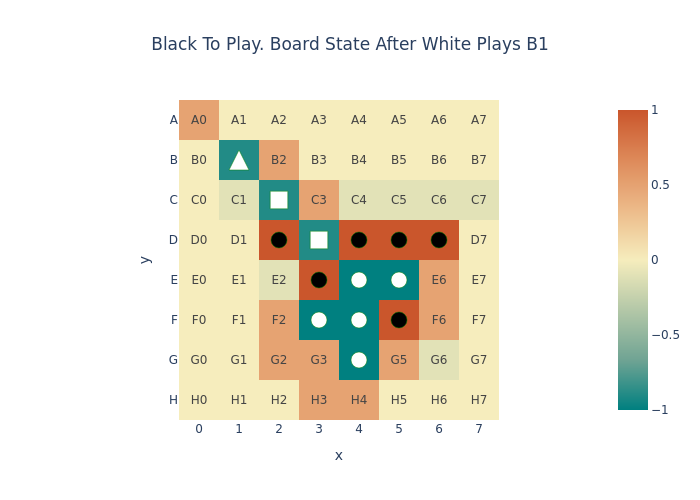 Black To Play. Board State After White Plays B1
A A0 A1 A2 A3 A4 A5 A6 A7
B B0 B2 B3 B4 B5 B6 B7
C C0 C1 C3 C4 C5 C6 C7
D D0 D1 D7
E E0 E1 E2 E6 E7
F F0 F1 F2 F6 F7
G G0 G1 G2 G3 G5 G6 G7
H H0 H1 H2 H3 H4 H5 H6 H7
0 1 2 3 4 5 6 7
x
y
1
0.5
0
−0.5
−1